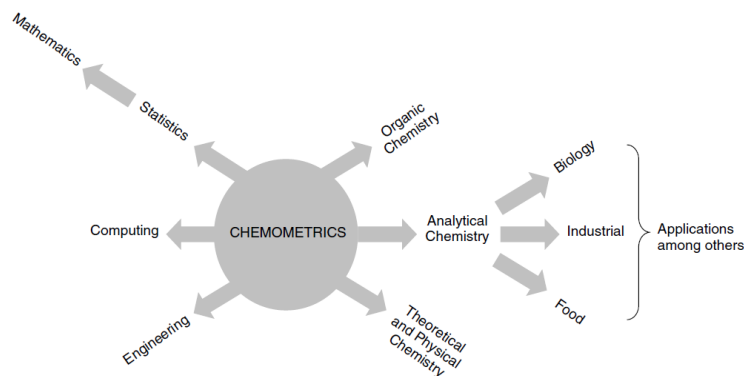 Mathematics
Statistics
Organic
Chemistry
Biology
Computing
CHEMOMETRICS
Analytical
Chemistry
Industrial
Applications
among others
Engineering
Theoretical
and Physical
Chemistry
Food